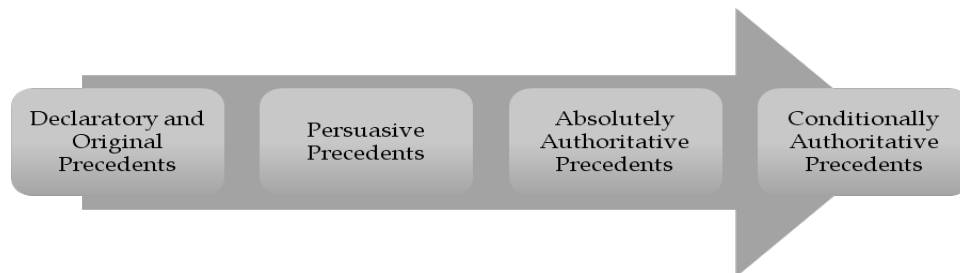 Declaratory and
Original
Precedents
Persuasive
Precedents
Absolutely
Authoritative
Precedents
Conditionally
Authoritative
Precedents